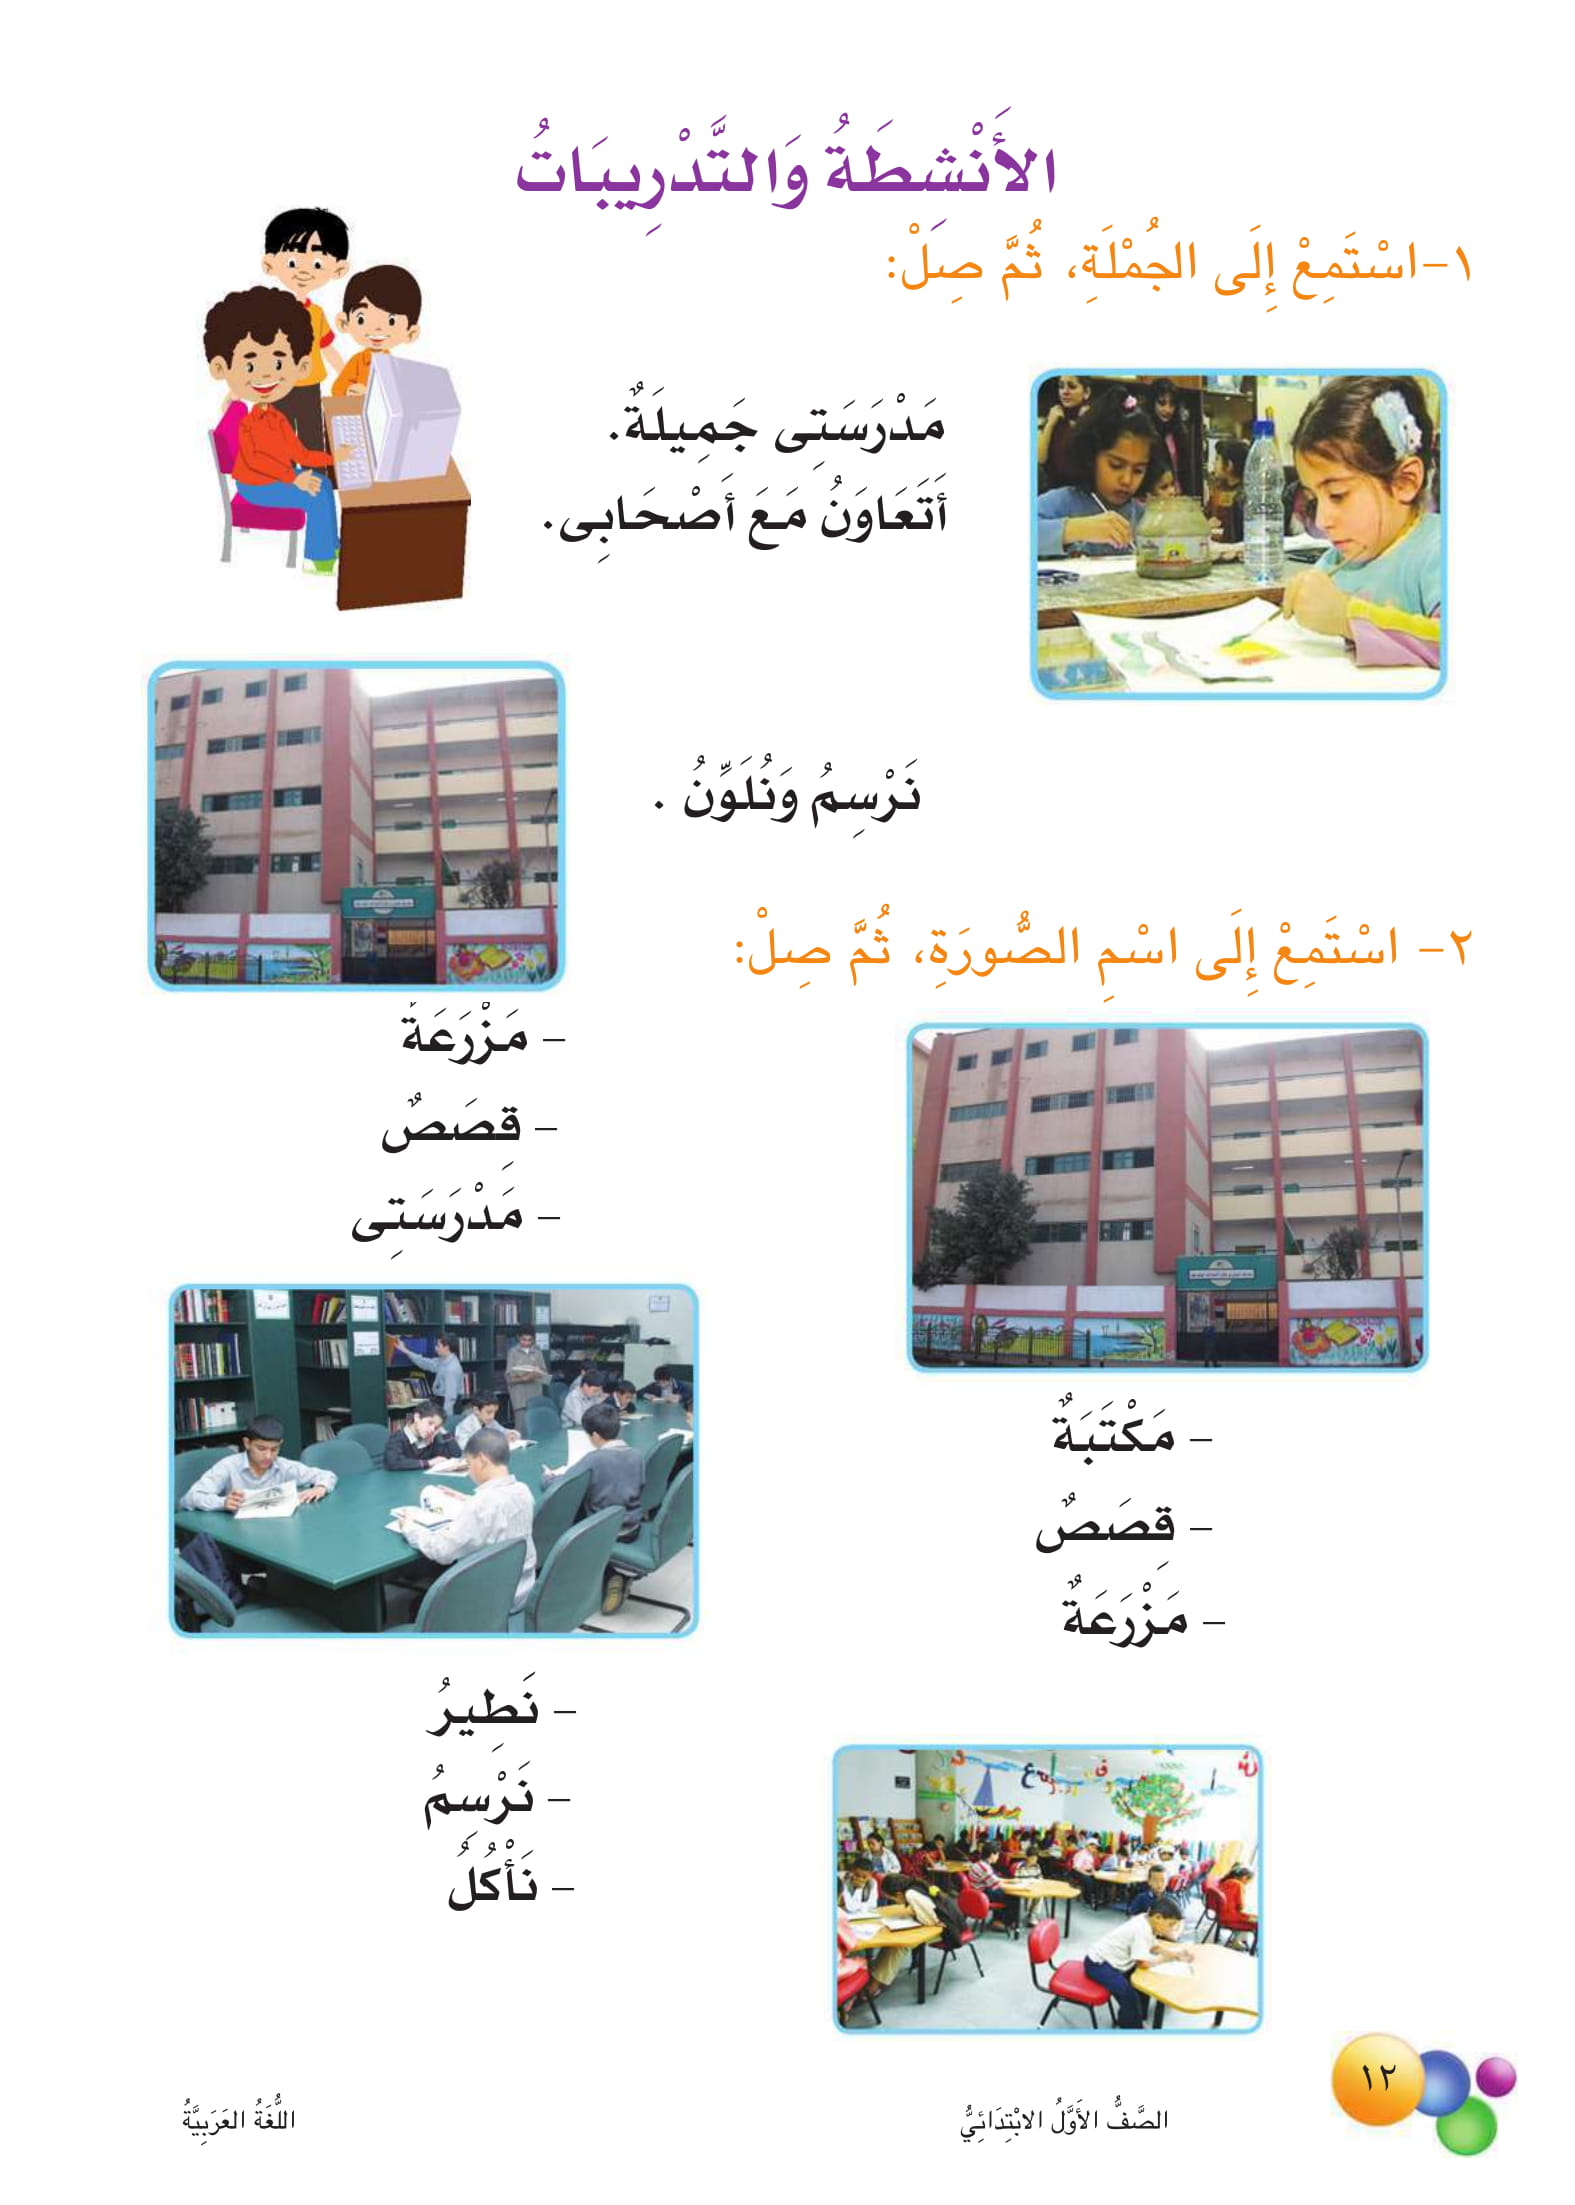 الأَنْشِطَةُ وَالتَّدْرِيبَاتُ
١- اسْتَمِعْ إِلَى الجُمْلَةِ، ثُمَّ صِلْ:
مَدْرَسَتِى جَمِيلَةٌ.
أَتَعَاوَنُ مَعَ أَصْحَابِى.
نَرْسِمُ وَنُلَوِّنُ .
٢- اسْتَمِعْ إِلَى اسْمِ الصُّورَةِ، ثُمَّ صِلْ:
- مَزْرَعَةٌ
- قِصَصٌ
- مَدْرَسَتِى
- مَكْتَبَةٌ
- قِصَصٌ
- مَزْرَعَةٌ
- نَطِيرُ
- نَرْسِمُ
- نَأْكُلُ
١٢
الصَّفُّ الأَوَّلُ الابْتِدَائِيُّ
اللُّغَةُ العَرَبِيَّةُ